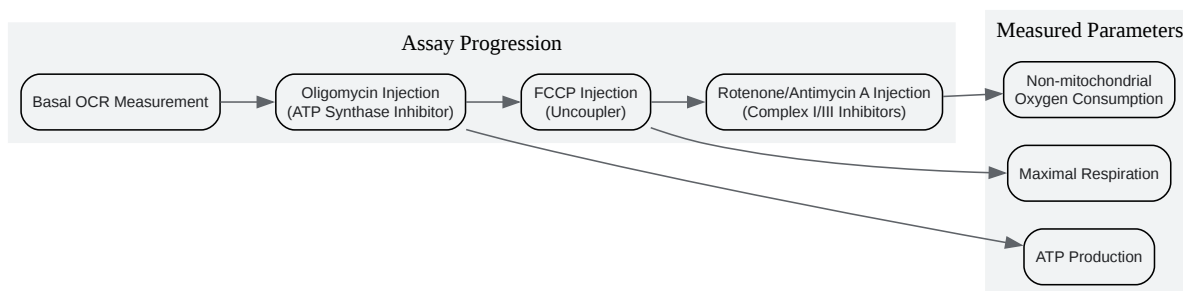 Assay Progression
Basal OCR Measurement
Oligomycin Injection
(ATP Synthase Inhibitor)
FCCP Injection
(Uncoupler)
Rotenone/Antimycin A Injection
(Complex I/III Inhibitors)
Measured Parameters
Non-mitochondrial
Oxygen Consumption
Maximal Respiration
ATP Production